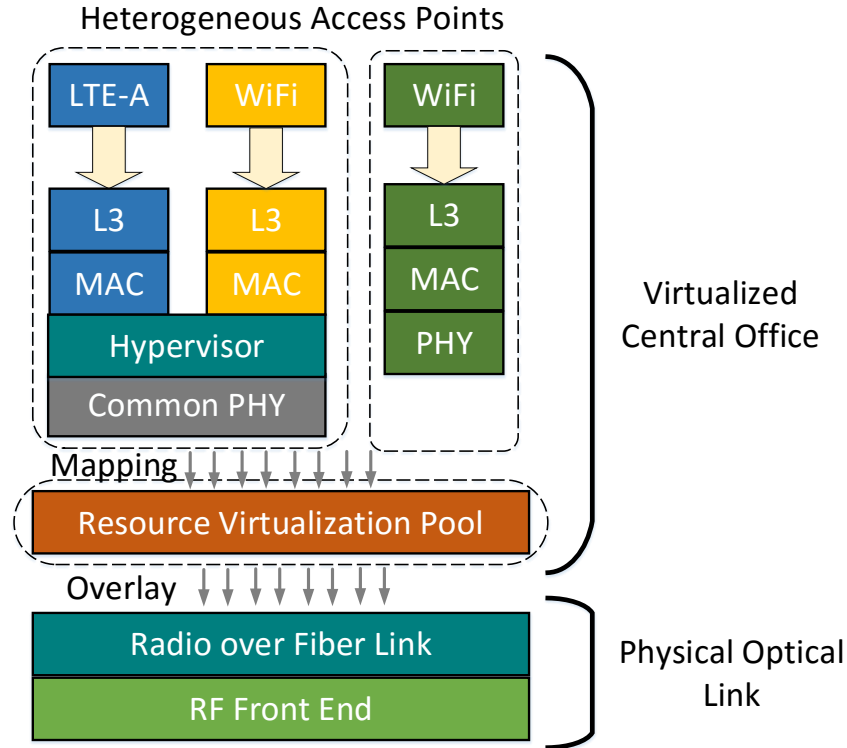 Heterogeneous Access Points
LTE-A
WiFi
WiFi
L3
L3
L3
MAC
MAC
MAC
Hypervisor
PHY
Common PHY
Virtualized
Central Office
Mapping
Resource Virtualization Pool
Overlay
Radio over Fiber Link
RF Front End
Physical Optical
Link